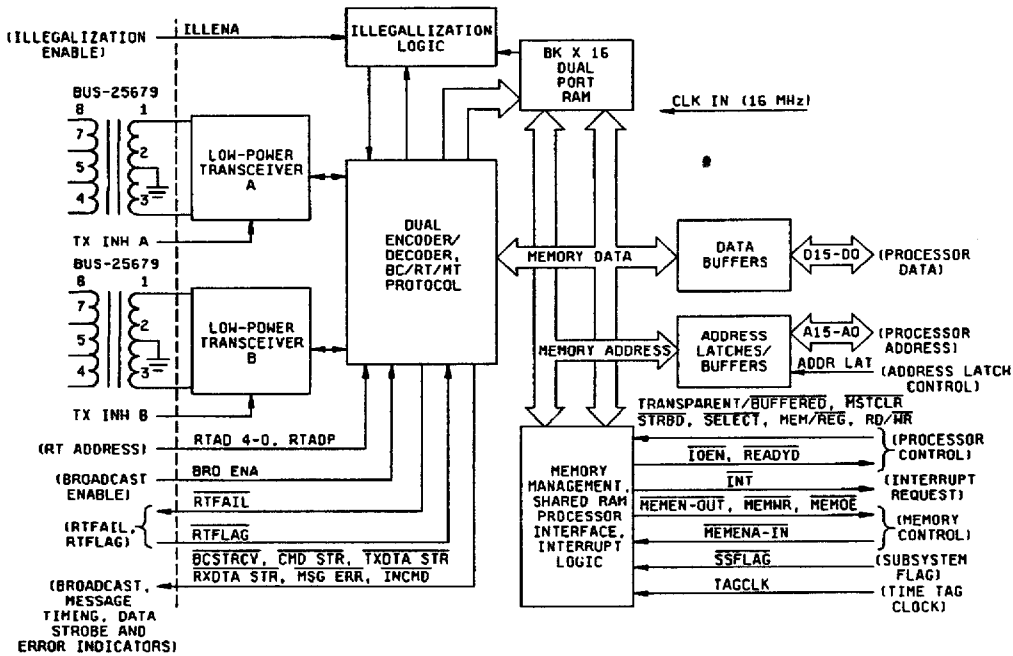 (ILLEGALIZATION
ENABLE)
ILLENA
ILLEGALLIZATION
LOGIC
BK X 16
DUAL
PORT
RAM
CLK IN (16 MHz)
BUS-25679
8
1
7
2
5
4
3
LOW-POWER
TRANSCEIVER
A
TX INH A
DUAL
ENCODER/
DECODER,
BC/RT/MT
PROTOCOL
MEMORY DATA
DATA
BUFFERS
D15-D0
(PROCESSOR
DATA)
BUS-25679
8
1
7
2
5
4
3
LOW-POWER
TRANSCEIVER
B
TX INH B
MEMORY ADDRESS
ADDRESS
LATCHES/
BUFFERS
A15-A0
(PROCESSOR
ADDRESS)
ADDR LAT
(ADDRESS LATCH
CONTROL)
(RT ADDRESS)
RTAD 4-0, RTADP
(BROADCAST
ENABLE)
BRO ENA
(RTFAIL,
RTFLAG)
RTFAIL
RTFLAG
BCSTRCV, CMD STR, TXDTA STR
RXDTA STR, MSG ERR, INCMD
(BROADCAST,
MESSAGE
TIMING, DATA
STROBE AND
ERROR INDICATORS)
MEMORY
MANAGEMENT,
SHARED RAM
PROCESSOR
INTERFACE,
INTERRUPT
LOGIC
TRANSPARENT/BUFFERED, MSTCLR
STRBD, SELECT, MEM/REG, RD/WR
(PROCESSOR
CONTROL)
IOEN, READYD
INT
(INTERRUPT
REQUEST)
MEMEN-OUT, MEMWR, MEMOE
(MEMORY
CONTROL)
MEMENA-IN
SSFLAG
(SUBSYSTEM
FLAG)
TAGCLK
(TIME TAG
CLOCK)